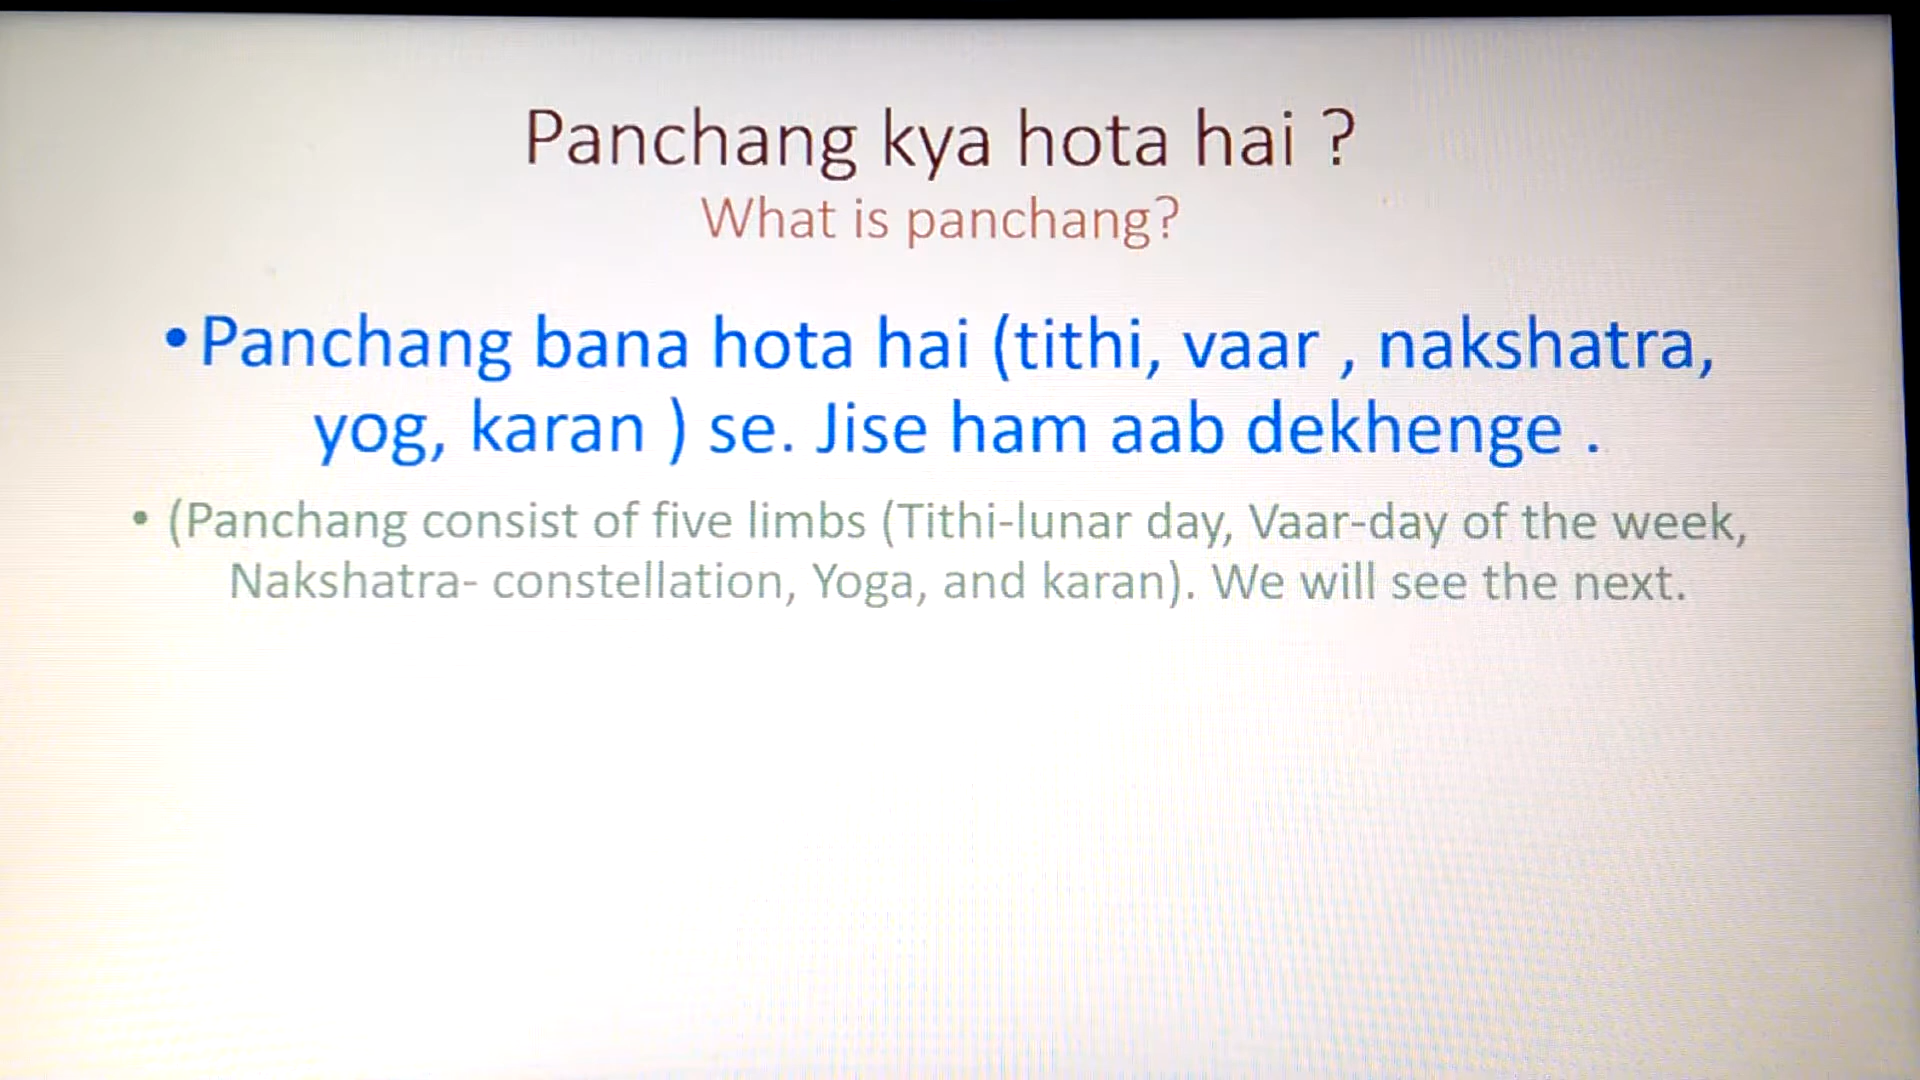 Panchang kya hota hai ?
What is panchang?
•Panchang bana hota hai (tithi, vaar , nakshatra,
yog, karan ) se. Jise ham aab dekhenge .
• (Panchang consist of five limbs (Tithi-lunar day, Vaar-day of the week,
Nakshatra- constellation, Yoga, and karan). We will see the next.